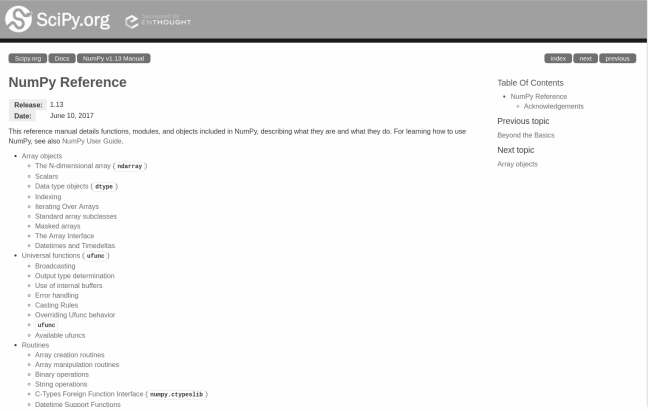 SciPy.org
Sponsored By
ENTHOUGHT
Scipy.org Docs NumPy v1.13 Manual
index next previous
NumPy Reference
Release: 1.13
Date: June 10, 2017
This reference manual details functions, modules, and objects included in NumPy, describing what they are and what they do. For learning how to use
NumPy, see also NumPy User Guide.
Array objects
The N-dimensional array ( ndarray )
Scalars
Data type objects ( dtype )
Indexing
Iterating Over Arrays
Standard array subclasses
Masked arrays
The Array Interface
Datetimes and Timedeltas
Universal functions ( ufunc )
Broadcasting
Output type determination
Use of internal buffers
Error handling
Casting Rules
Overriding Ufunc behavior
ufunc
Available ufuncs
Routines
Array creation routines
Array manipulation routines
Binary operations
String operations
C-Types Foreign Function Interface ( numpy.ctypeslib )
Datetime Support Functions
Table Of Contents
NumPy Reference
Acknowledgements
Previous topic
Beyond the Basics
Next topic
Array objects